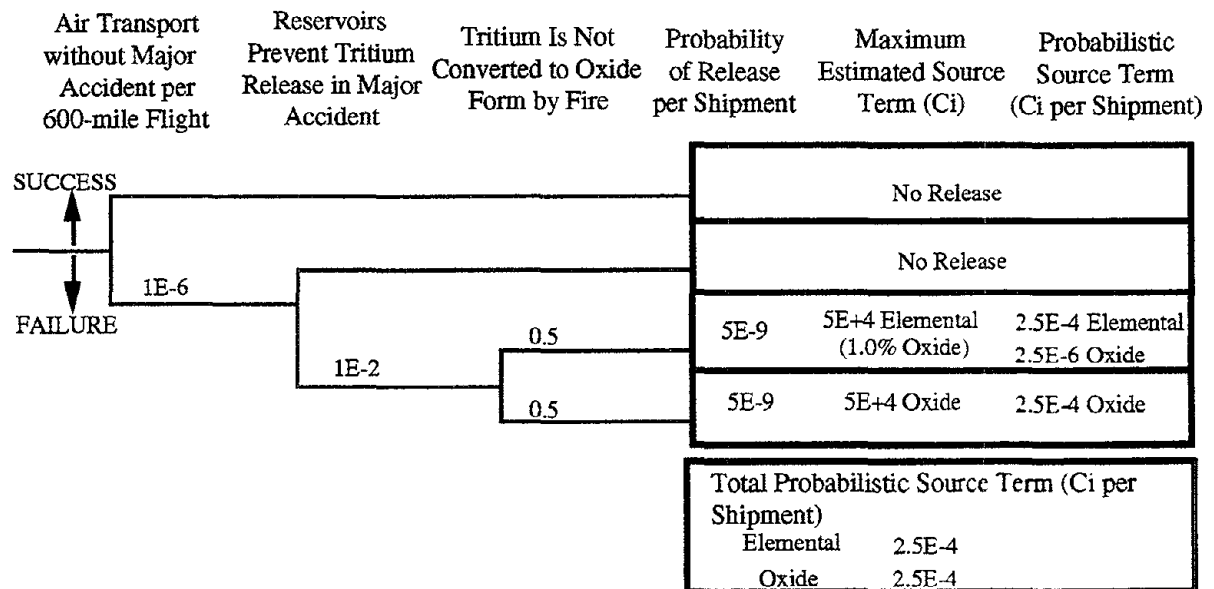 Air Transport
without Major
Accident per
600-mile Flight
Reservoirs
Prevent Tritium
Release in Major
Accident
Tritium Is Not
Converted to Oxide
Form by Fire
Probability
of Release
per Shipment
Maximum
Estimated Source
Term (Ci)
Probabilistic
Source Term
(Ci per Shipment)
SUCCESS
FAILURE
1E-6
1E-2
0.5
0.5
No Release
No Release
5E-9
5E+4 Elemental
(1.0% Oxide)
2.5E-4 Elemental
2.5E-6 Oxide
5E-9
5E+4 Oxide
2.5E-4 Oxide
Total Probabilistic Source Term (Ci per
Shipment)
Elemental 2.5E-4
Oxide 2.5E-4